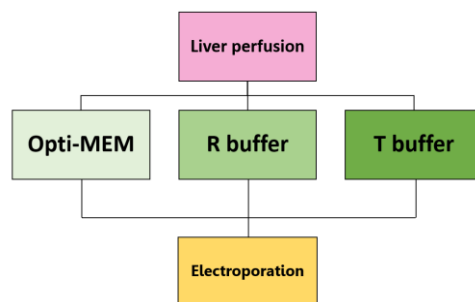 Liver perfusion
Opti-MEM
R buffer
T buffer
Electroporation